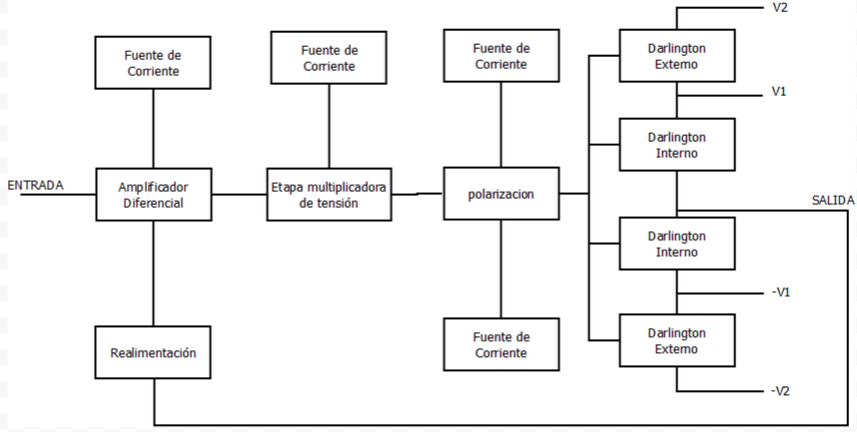 V2
Fuente de
Corriente
Fuente de
Corriente
Fuente de
Corriente
Darlington
Externo
V1
Darlington
Interno
ENTRADA
Amplificador
Diferencial
Etapa multiplicadora
de tensión
polarizacion
SALIDA
Darlington
Interno
-V1
Realimentación
Fuente de
Corriente
Darlington
Externo
-V2